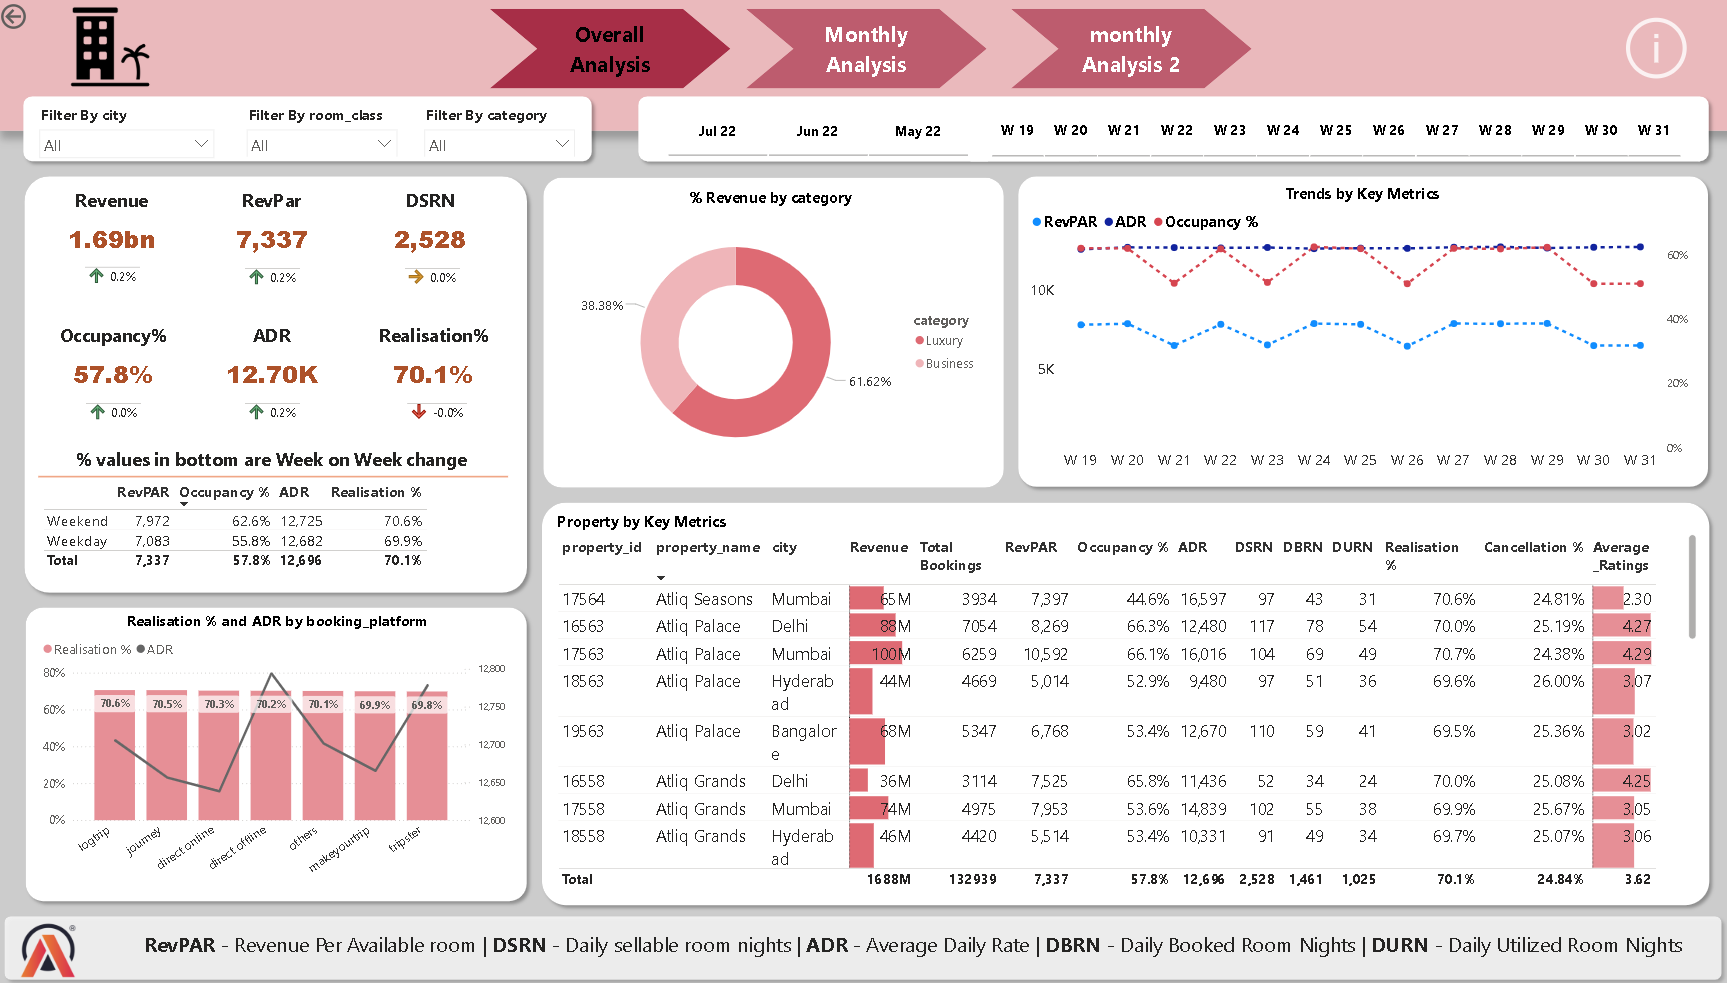 Overall
Analysis
Monthly
Analysis
monthly
Analysis 2
i
Filter By city
All
Filter By room_class
All
Filter By category
All
Jul 22 Jun 22 May 22
W 19 W 20 W 21 W 22 W 23 W 24 W 25 W 26 W 27 W 28 W 29 W 30 W 31
Revenue RevPar DSRN
1.69bn 7,337 2,528
0.2% 0.2% 0.0%
Occupancy% ADR Realisation%
57.8% 12.70K 70.1%
0.0% 0.2% -0.0%
% values in bottom are Week on Week change
RevPAR Occupancy % ADR Realisation %
Weekend 7,972 62.6% 12,725 70.6%
Weekday 7,083 55.8% 12,682 69.9%
Total 7,337 57.8% 12,696 70.1%
% Revenue by category
38.38%
61.62%
category
Luxury
Business
Trends by Key Metrics
RevPAR ADR Occupancy %
10K
5K
60%
40%
20%
0%
W 19 W 20 W 21 W 22 W 23 W 24 W 25 W 26 W 27 W 28 W 29 W 30 W 31
Realisation % and ADR by booking_platform
Realisation % ADR
80%
60%
40%
20%
0%
70.6% 70.5% 70.3% 70.2% 70.1% 69.9% 69.8%
12,800
12,750
12,700
12,650
12,600
logtrip journey direct online direct offline others makeyourtrip tripster
Property by Key Metrics
property_id property_name city Revenue Total RevPAR Occupancy % ADR DSRN DBRN DURN Realisation Cancellation % Average
Bookings % _Ratings
17564 Atliq Seasons Mumbai 65M 3934 7,397 44.6% 16,597 97 43 31 70.6% 24.81% 2.30
16563 Atliq Palace Delhi 88M 7054 8,269 66.3% 12,480 117 78 54 70.0% 25.19% 4.27
17563 Atliq Palace Mumbai 100M 6259 10,592 66.1% 16,016 104 69 49 70.7% 24.38% 4.29
18563 Atliq Palace Hyderab 44M 4669 5,014 52.9% 9,480 97 51 36 69.6% 26.00% 3.07
ad
19563 Atliq Palace Bangalor 68M 5347 6,768 53.4% 12,670 110 59 41 69.5% 25.36% 3.02
e
16558 Atliq Grands Delhi 36M 3114 7,525 65.8% 11,436 52 34 24 70.0% 25.08% 4.25
17558 Atliq Grands Mumbai 74M 4975 7,953 53.6% 14,839 102 55 38 69.9% 25.67% 3.05
18558 Atliq Grands Hyderab 46M 4420 5,514 53.4% 10,331 91 49 34 69.7% 25.07% 3.06
ad
Total 1688M 132939 7,337 57.8% 12,696 2,528 1,461 1,025 70.1% 24.84% 3.62
RevPAR - Revenue Per Available room | DSRN - Daily sellable room nights | ADR - Average Daily Rate | DBRN - Daily Booked Room Nights | DURN - Daily Utilized Room Nights